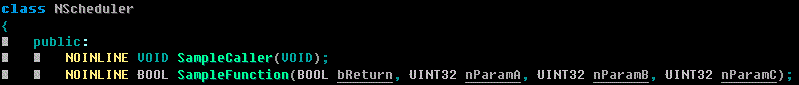 class NScheduler
{
    public:
        NOINLINE VOID SampleCaller(VOID);
        NOINLINE BOOL SampleFunction(BOOL bReturn, UINT32 nParamA, UINT32 nParamB, UINT32 nParamC);